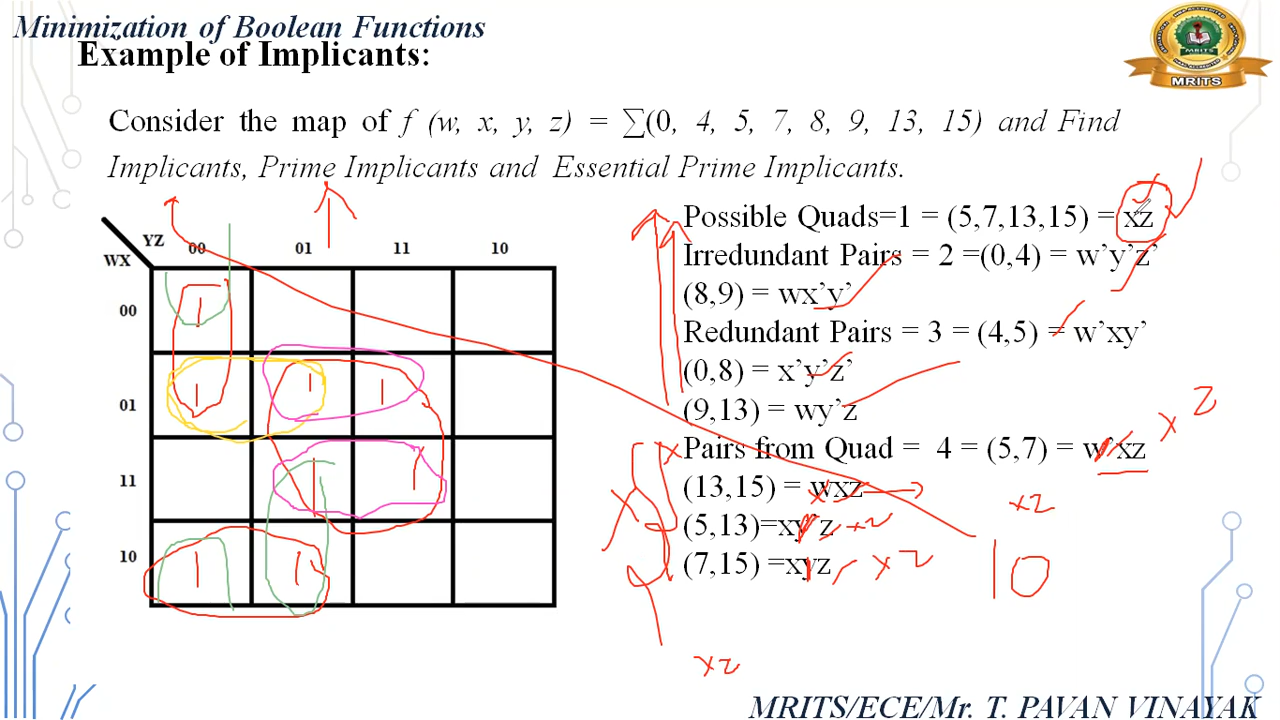 Minimization of Boolean Functions
Example of Implicants:
MRITS
Consider the map of f (w, x, y, z) = ∑(0, 4, 5, 7, 8, 9, 13, 15) and Find
Implicants, Prime Implicants and Essential Prime Implicants.
YZ
WX
00 01 11 10
00
1
01
1 1 1
11
1 1
10
1 1
Possible Quads=1 = (5,7,13,15) = xz
Irredundant Pairs = 2 =(0,4) = w’y’z’
(8,9) = wx’y’
Redundant Pairs = 3 = (4,5) = w’xy’
(0,8) = x’y’z’
(9,13) = wy’z
Pairs from Quad = 4 = (5,7) = w’xz xz
(13,15) = wxz xz
(5,13)=xy’z xz
(7,15) =xyz xz
10
xz
MRITS/ECE/Mr. T. PAVAN VINAYAK